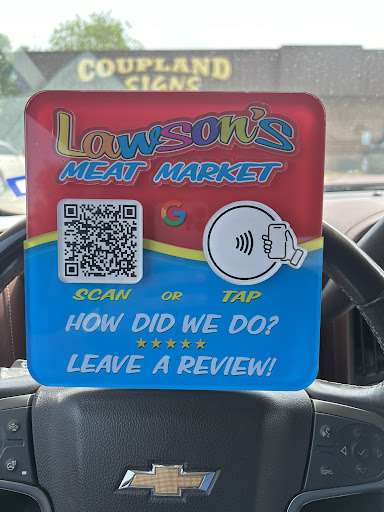 COUPLAND
SIGNS
Lawson's
MEAT MARKET
G
SCAN OR TAP
HOW DID WE DO?
LEAVE A REVIEW!